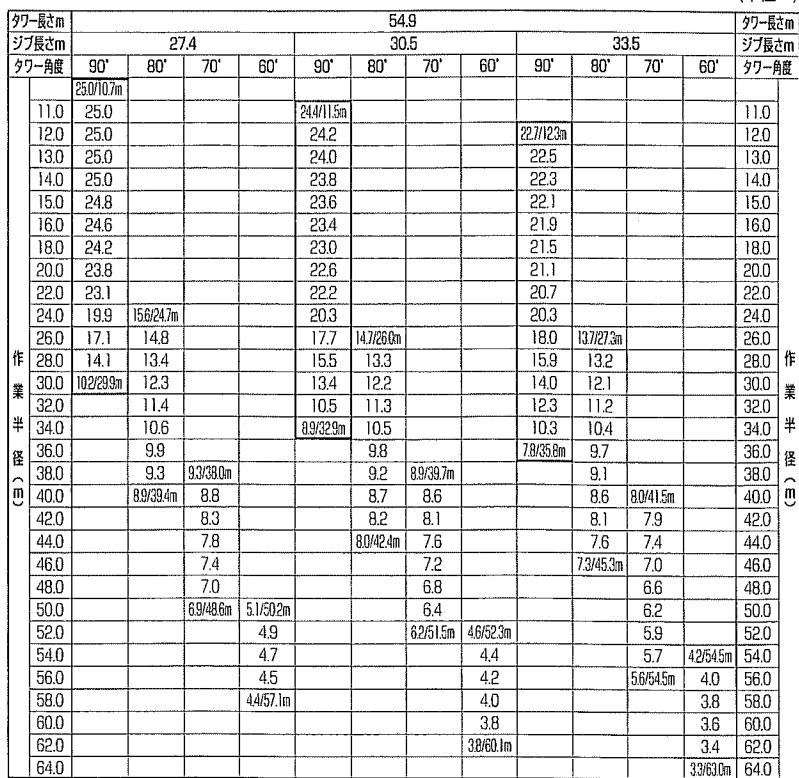 タワー長さm 54.9 タワー長さm
ジブ長さm 27.4 30.5 33.5 ジブ長さm
タワー角度 90° 80° 70° 60° 90° 80° 70° 60° 90° 80° 70° 60° タワー角度
25.0/10.7m
11.0 25.0 24.4/11.5m 11.0
12.0 25.0 24.2 22.7/12.3m 12.0
13.0 25.0 24.0 22.5 13.0
14.0 25.0 23.8 22.3 14.0
15.0 24.8 23.6 22.1 15.0
16.0 24.6 23.4 21.9 16.0
18.0 24.2 23.0 21.5 18.0
20.0 23.8 22.6 21.1 20.0
22.0 23.1 22.2 20.7 22.0
24.0 19.9 15.6/24.7m 20.3 20.3 24.0
26.0 17.1 14.8 17.7 14.7/26.0m 18.0 13.7/27.3m 26.0
28.0 14.1 13.4 15.5 13.3 15.9 13.2 28.0
30.0 10.2/29.9m 12.3 13.4 12.2 14.0 12.1 30.0
32.0 11.4 10.5 11.3 12.3 11.2 32.0
34.0 10.6 8.9/32.9m 10.5 10.3 10.4 34.0
36.0 9.9 9.8 7.8/35.8m 9.7 36.0
38.0 9.3 9.3/38.0m 9.2 8.9/39.7m 9.1 38.0
40.0 8.9/39.4m 8.8 8.7 8.6 8.6 8.0/41.5m 40.0
42.0 8.3 8.2 8.1 8.1 7.9 42.0
44.0 7.8 8.0/42.4m 7.6 7.6 7.4 44.0
46.0 7.4 7.2 7.3/45.3m 7.0 46.0
48.0 7.0 6.8 6.6 48.0
50.0 6.9/48.6m 5.1/50.2m 6.4 6.2 50.0
52.0 4.9 6.2/51.5m 4.6/52.3m 5.9 52.0
54.0 4.7 4.4 5.7 4.2/54.5m 54.0
56.0 4.5 4.2 5.6/54.5m 4.0 56.0
58.0 4.4/57.1m 4.0 3.8 58.0
60.0 3.8 3.6 60.0
62.0 3.8/60.1m 3.4 62.0
64.0 3.3/63.0m 64.0
作業半径(m)
作業半径(m)